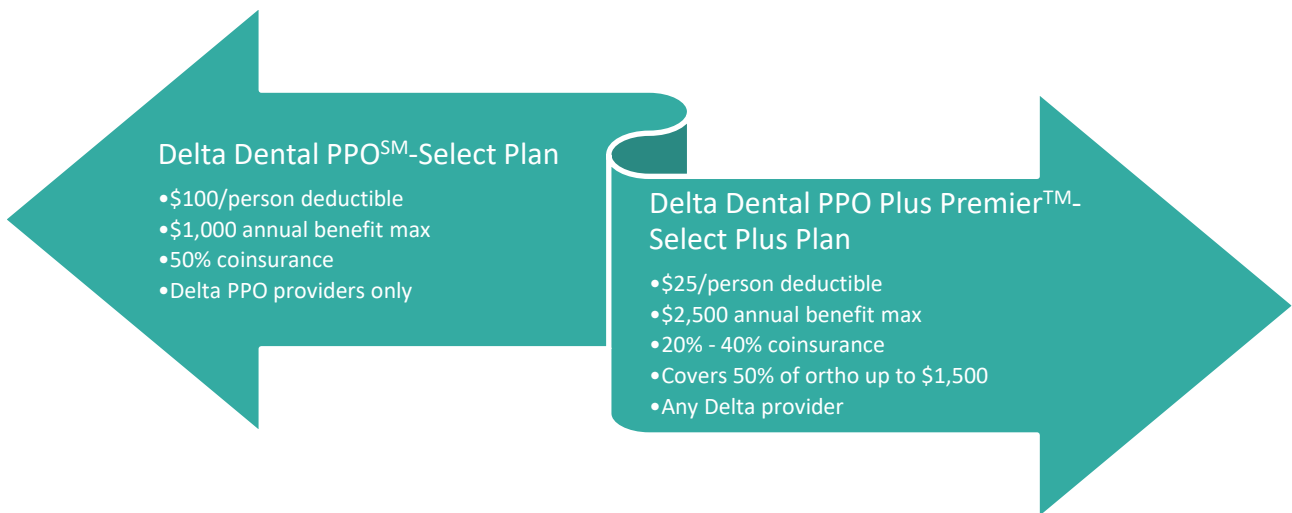 Delta Dental PPOSM-Select Plan
•$100/person deductible
•$1,000 annual benefit max
•50% coinsurance
•Delta PPO providers only
Delta Dental PPO Plus Premier™-
Select Plus Plan
•$25/person deductible
•$2,500 annual benefit max
•20% - 40% coinsurance
•Covers 50% of ortho up to $1,500
•Any Delta provider